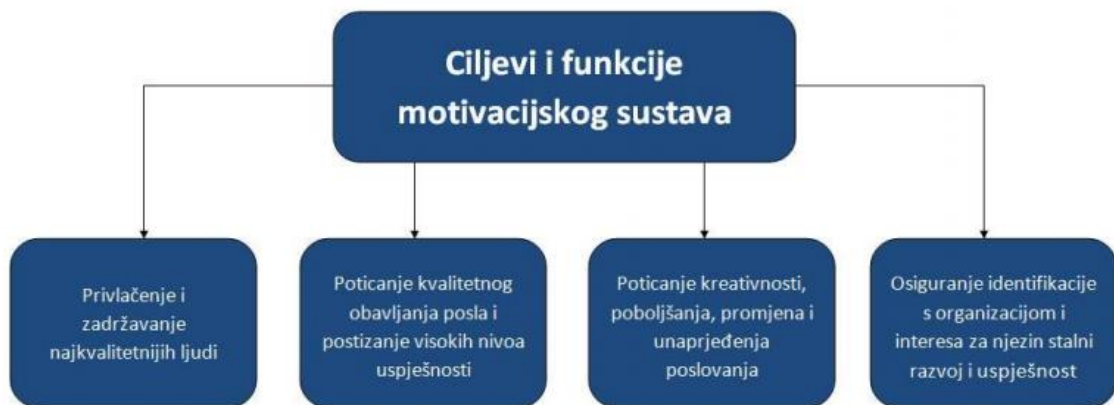 Ciljevi i funkcije
motivacijskog sustava
Privlačenje i
zadržavanje
najkvalitetnijih ljudi
Poticanje kvalitetnog
obavljanja posla i
postizanje visokih nivoa
uspješnosti
Poticanje kreativnosti,
poboljšanja, promjena i
unaprjeđenja
poslovanja
Osiguranje identifikacije
s organizacijom i
interesa za njezin stalni
razvoj i uspješnost